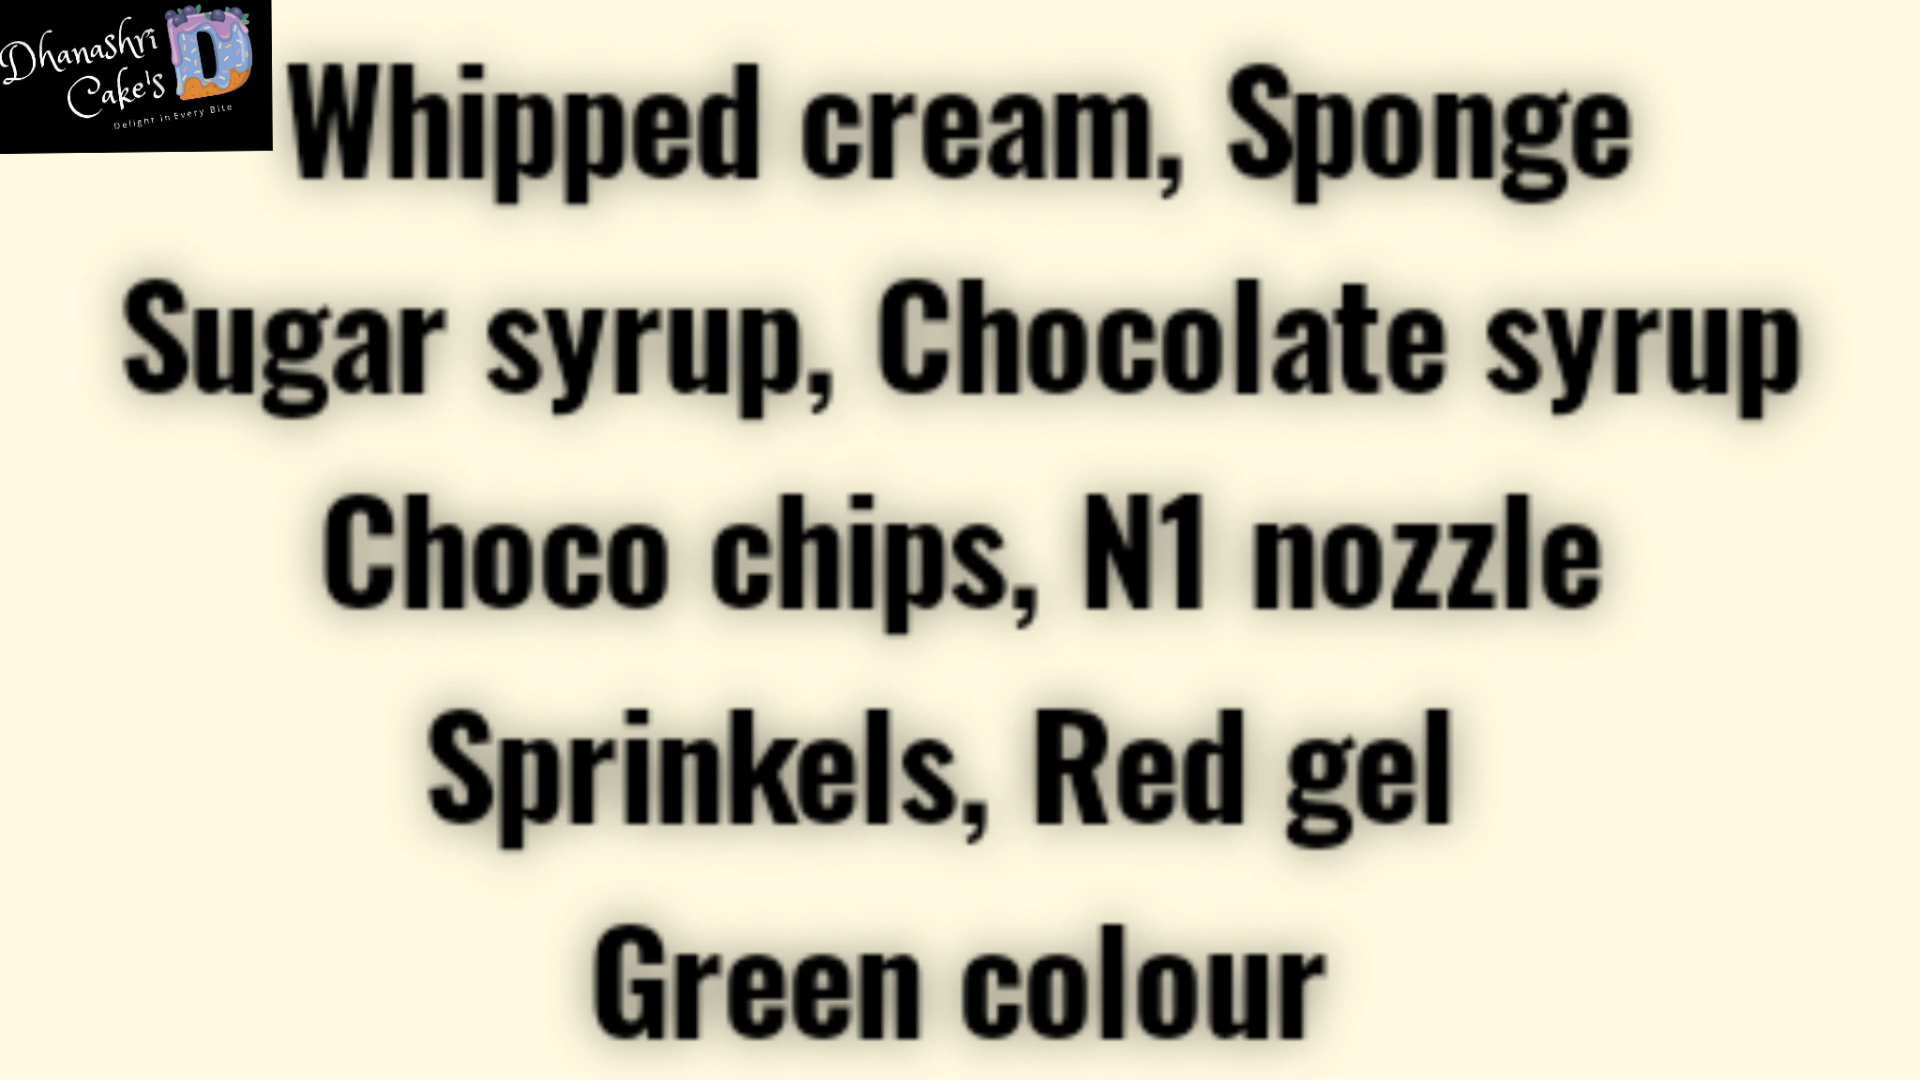 Dhanashri
Cake's
Delight in Every Bite
Whipped cream, Sponge
Sugar syrup, Chocolate syrup
Choco chips, N1 nozzle
Sprinkels, Red gel
Green colour